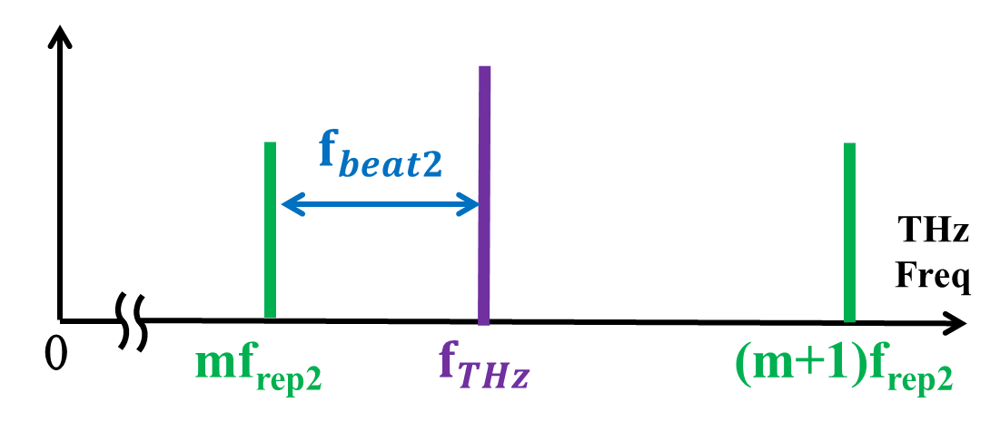 f_beat2
THz
Freq
0
mf_rep2
f_THz
(m+1)f_rep2